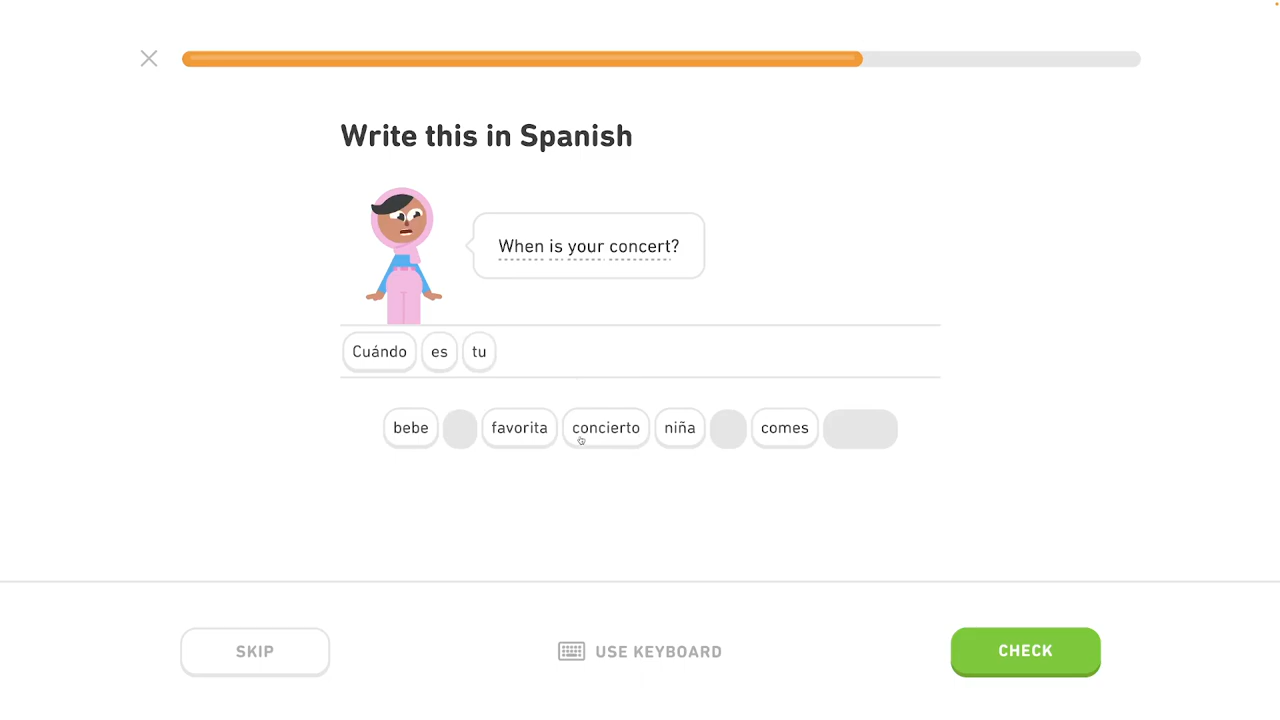 Write this in Spanish
When is your concert?
Cuándo es tu
bebe favorita concierto niña comes
SKIP USE KEYBOARD CHECK